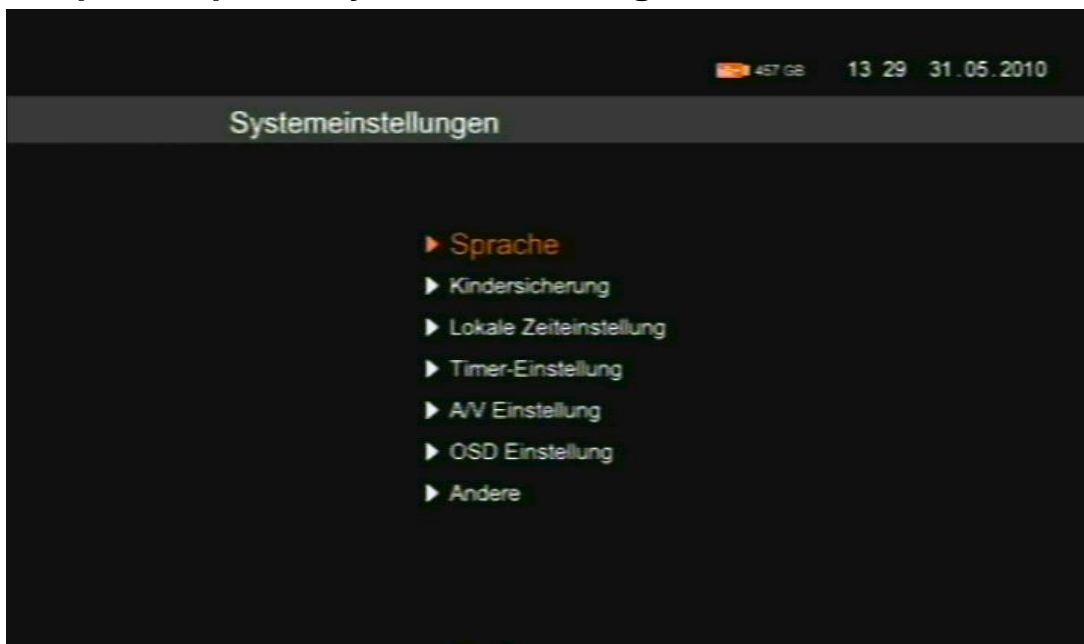 457 GB 13 29 31.05.2010
Systemeinstellungen
Sprache
Kindersicherung
Lokale Zeiteinstellung
Timer-Einstellung
A/V Einstellung
OSD Einstellung
Andere